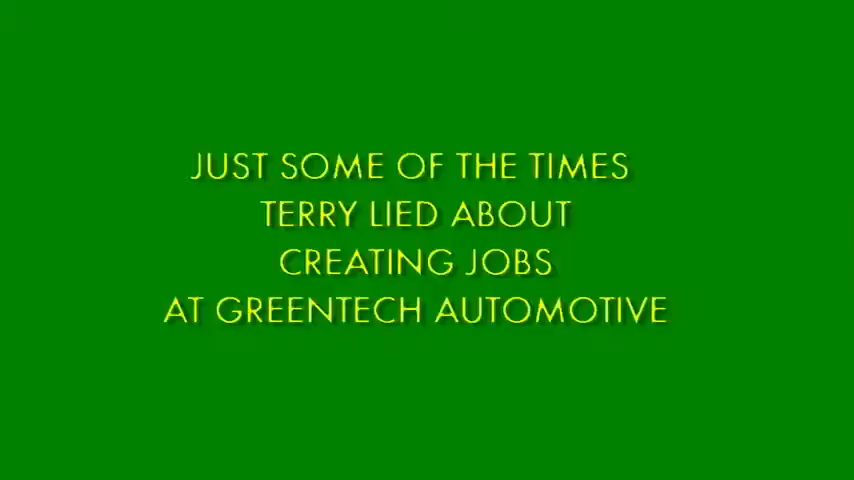 JUST SOME OF THE TIMES
TERRY LIED ABOUT
CREATING JOBS
AT GREENTECH AUTOMOTIVE